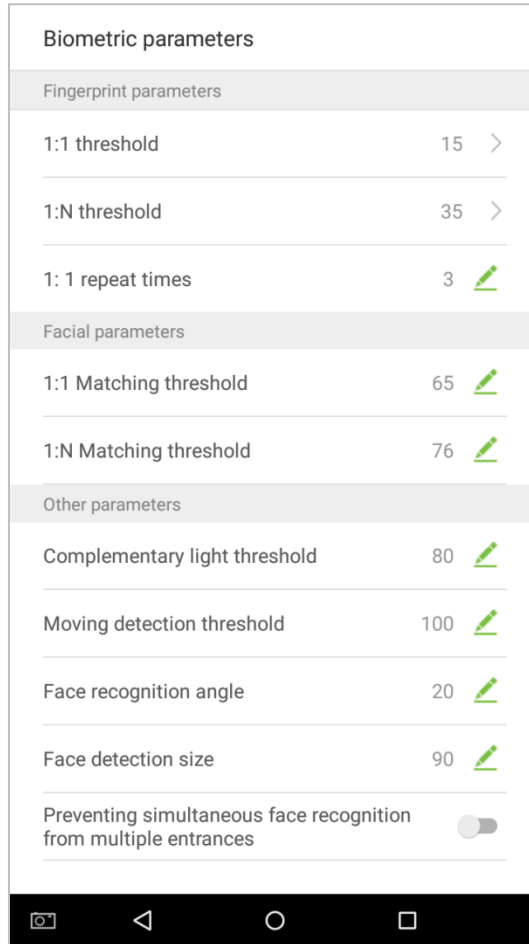 Biometric parameters
Fingerprint parameters
1:1 threshold 15
1:N threshold 35
1: 1 repeat times 3
Facial parameters
1:1 Matching threshold 65
1:N Matching threshold 76
Other parameters
Complementary light threshold 80
Moving detection threshold 100
Face recognition angle 20
Face detection size 90
Preventing simultaneous face recognition
from multiple entrances